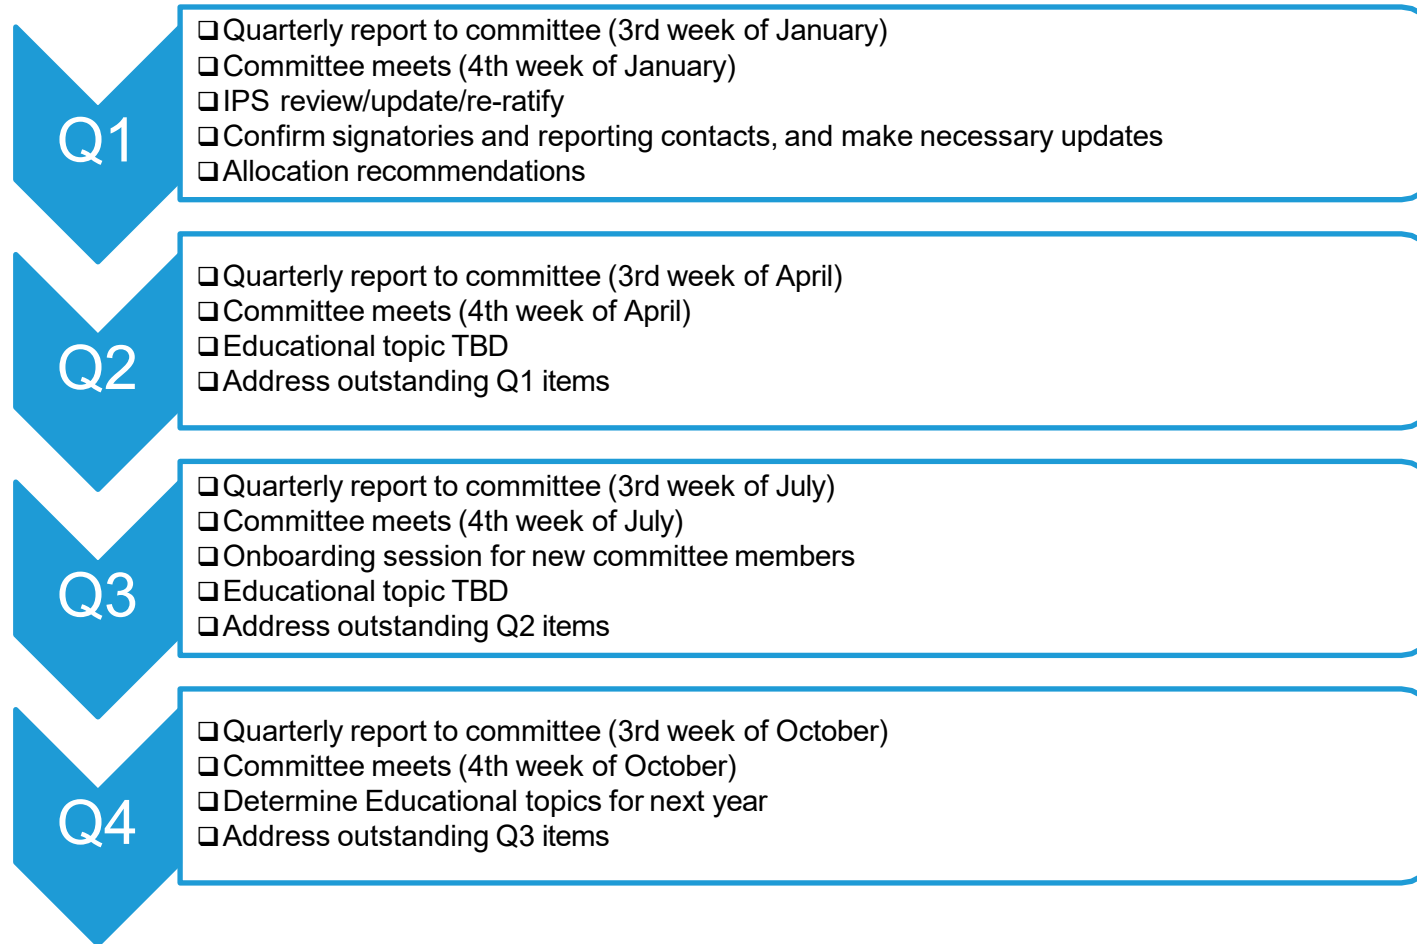 Q1
❑Quarterly report to committee (3rd week of January)
❑Committee meets (4th week of January)
❑IPS review/update/re-ratify
❑Confirm signatories and reporting contacts, and make necessary updates
❑Allocation recommendations
Q2
❑Quarterly report to committee (3rd week of April)
❑Committee meets (4th week of April)
❑Educational topic TBD
❑Address outstanding Q1 items
Q3
❑Quarterly report to committee (3rd week of July)
❑Committee meets (4th week of July)
❑Onboarding session for new committee members
❑Educational topic TBD
❑Address outstanding Q2 items
Q4
❑Quarterly report to committee (3rd week of October)
❑Committee meets (4th week of October)
❑Determine Educational topics for next year
❑Address outstanding Q3 items